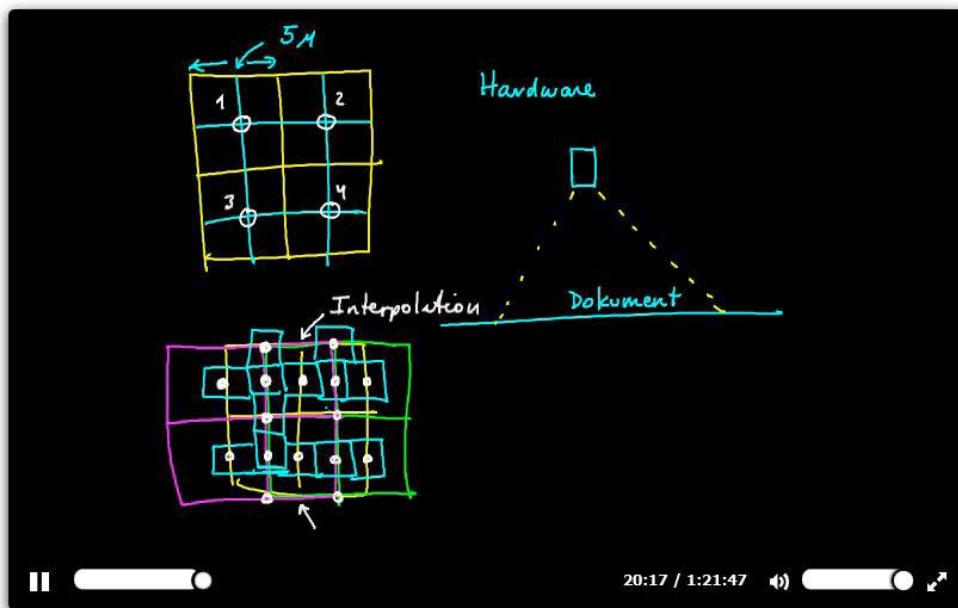 5μ
1
2
3
4
Hardware
Dokument
Interpolation
20:17 / 1:21:47